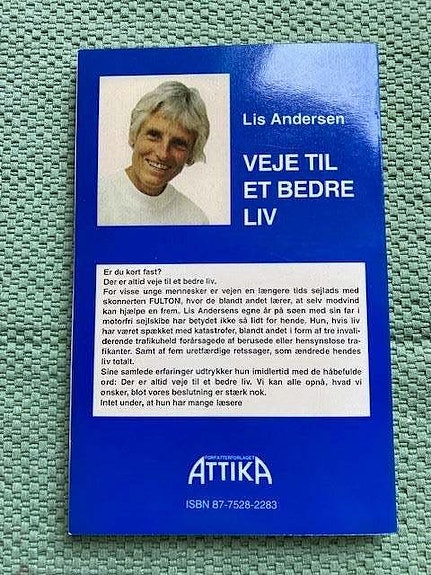 Lis Andersen
VEJE TIL
ET BEDRE
LIV
Er du kort fast?
Der er altid veje til et bedre liv.
For visse unge mennesker er vejen en længere tids sejlads med
skonnerten FULTON, hvor de blandt andet lærer, at selv modvind
kan hjælpe en frem. Lis Andersens egne år på søen med sin far i
motorfri sejlskibe har betydet ikke så lidt for hende. Hun, hvis liv
har været spækket med katastrofer, blandt andet i form af tre invali-
derende trafikuheld forårsagede af berusede eller hensynsløse tra-
fikanter. Samt af fem uretfærdige retssager, som ændrede hendes
liv totalt.
Sine samlede erfaringer udtrykker hun imidlertid med de håbefulde
ord: Der er altid veje til et bedre liv. Vi kan alle opnå, hvad vi
ønsker, blot vores beslutning er stærk nok.
Intet under, at hun har mange læsere
FORFATTERFORLAGET
ATTIKA
ISBN 87-7528-2283